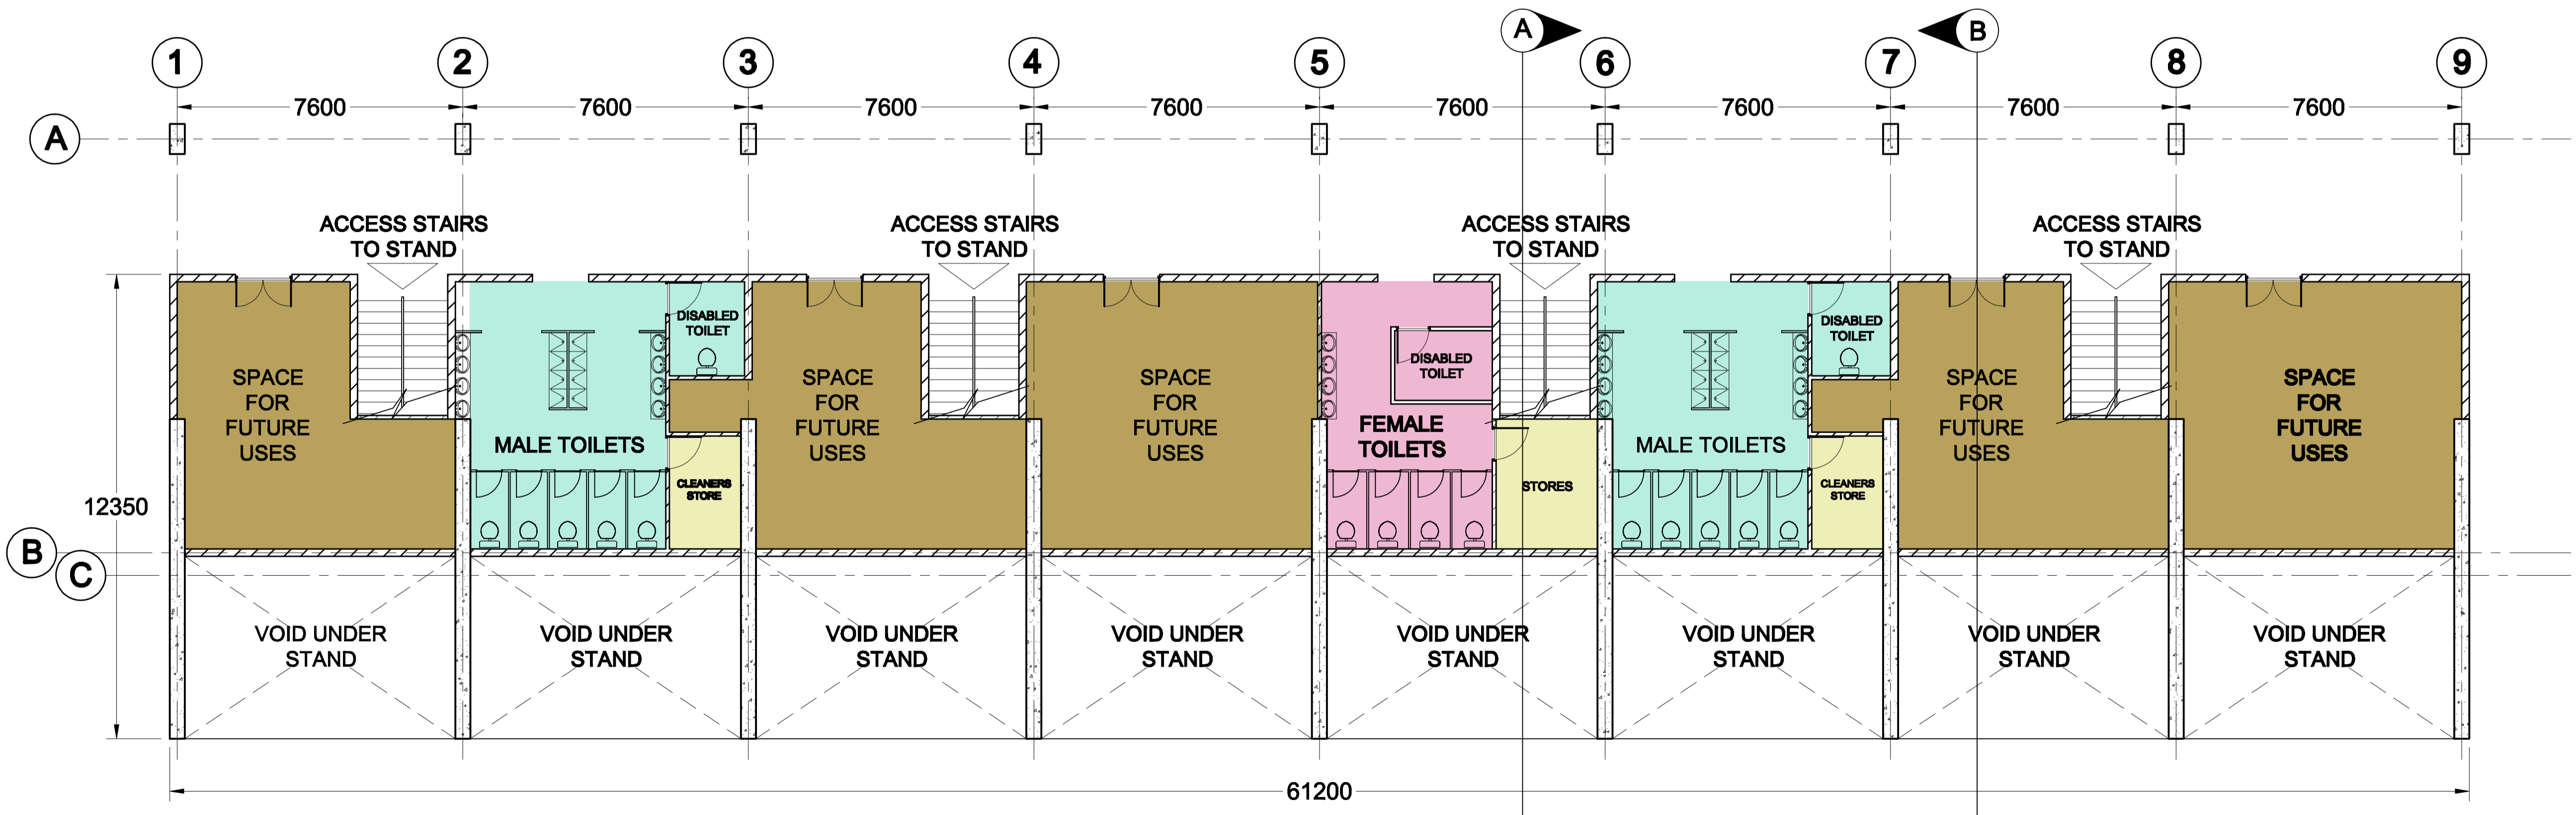 A B
1 2 3 4 5 6 7 8 9
7600 7600 7600 7600 7600 7600 7600 7600
A
ACCESS STAIRS
TO STAND
ACCESS STAIRS
TO STAND
ACCESS STAIRS
TO STAND
ACCESS STAIRS
TO STAND
SPACE
FOR
FUTURE
USES
MALE TOILETS
DISABLED
TOILET
CLEANERS
STORE
SPACE
FOR
FUTURE
USES
SPACE
FOR
FUTURE
USES
DISABLED
TOILET
FEMALE
TOILETS
STORES
MALE TOILETS
DISABLED
TOILET
CLEANERS
STORE
SPACE
FOR
FUTURE
USES
SPACE
FOR
FUTURE
USES
12350
B
C
VOID UNDER
STAND
VOID UNDER
STAND
VOID UNDER
STAND
VOID UNDER
STAND
VOID UNDER
STAND
VOID UNDER
STAND
VOID UNDER
STAND
VOID UNDER
STAND
61200